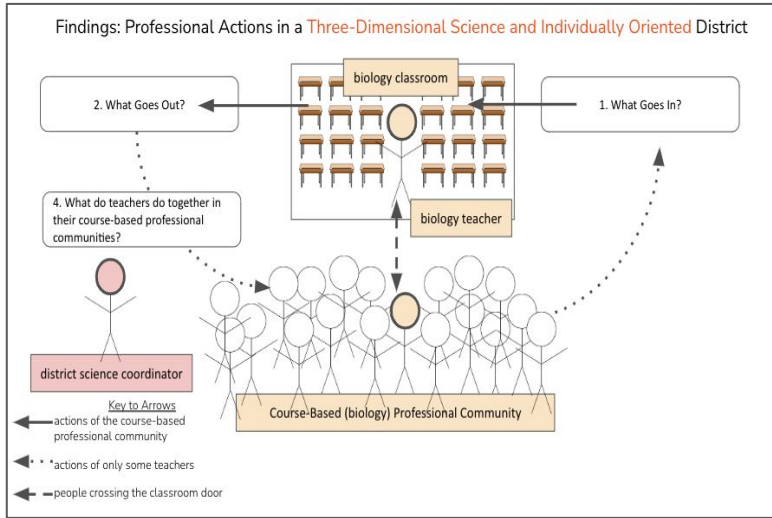 Findings: Professional Actions in a Three-Dimensional Science and Individually Oriented District
biology classroom
2. What Goes Out?
1. What Goes In?
4. What do teachers do together in
their course-based professional
communities?
biology teacher
district science coordinator
Course-Based (biology) Professional Community
Key to Arrows
actions of the course-based
professional community
actions of only some teachers
people crossing the classroom door